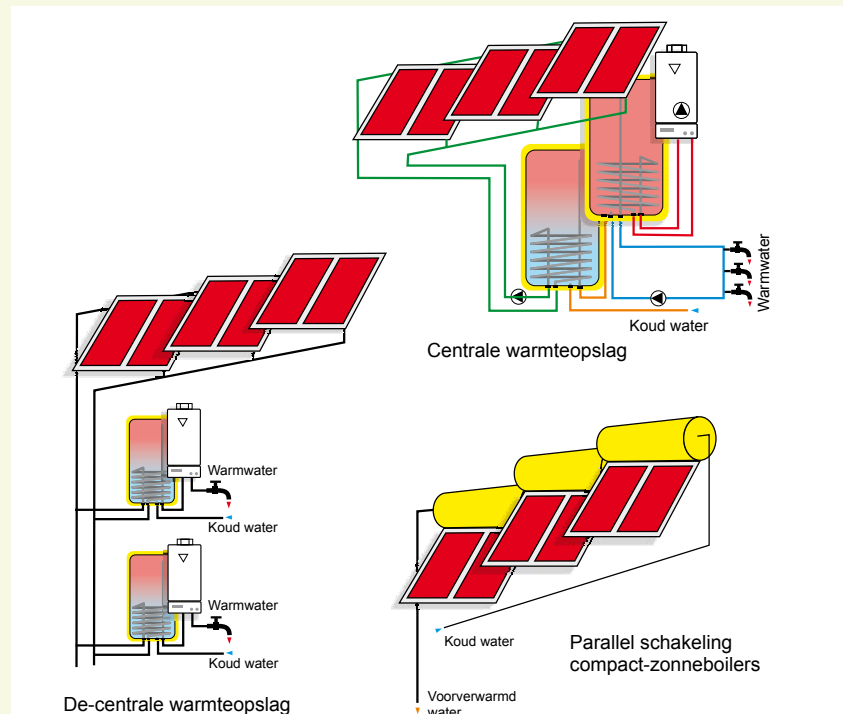 Warmwater
Koud water
Centrale warmteopslag
Warmwater
Koud water
Warmwater
Koud water
De-centrale warmteopslag
Koud water
Parallel schakeling
compact-zonneboilers
Voorverwarmd
water